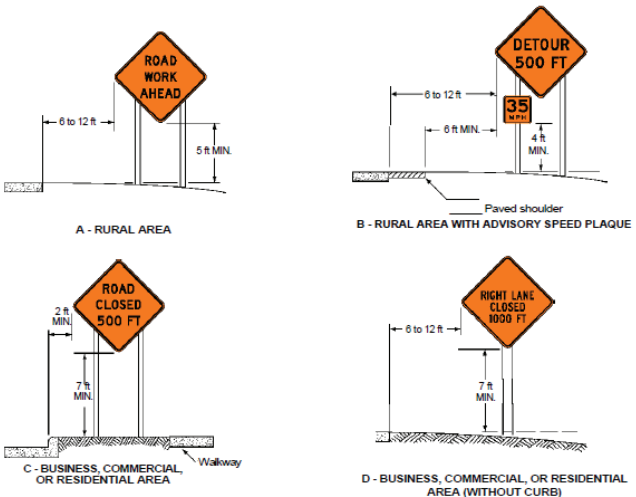 ROAD
WORK
AHEAD
6 to 12 ft
5 ft MIN.
A - RURAL AREA
DETOUR
500 FT
6 to 12 ft
35
MPH
6 ft MIN.
4 ft
MIN.
Paved shoulder
B - RURAL AREA WITH ADVISORY SPEED PLAQUE
ROAD
CLOSED
500 FT
2 ft
MIN.
7 ft
MIN.
Walkway
C - BUSINESS, COMMERCIAL,
OR RESIDENTIAL AREA
RIGHT LANE
CLOSED
1000 FT
6 to 12 ft
7 ft
MIN.
D - BUSINESS, COMMERCIAL, OR RESIDENTIAL
AREA (WITHOUT CURB)